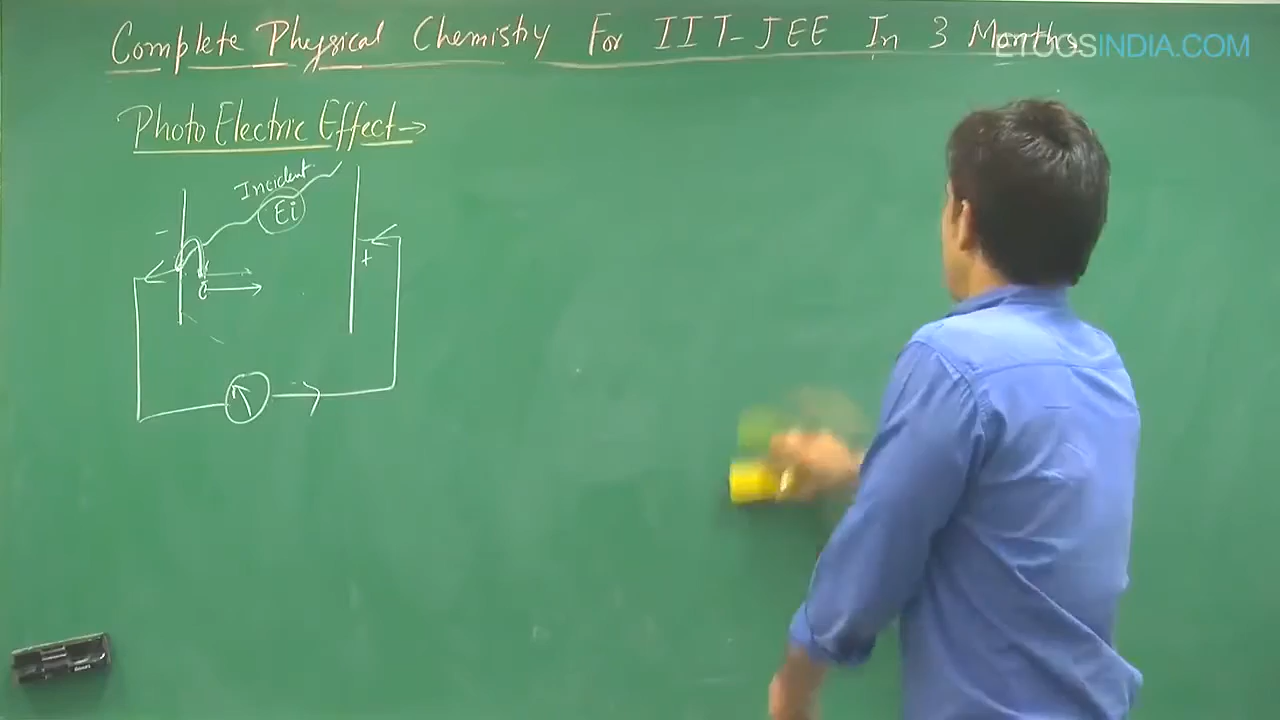 Complete Physical Chemistry For IIT-JEE In 3 Months
ETOOSINDIA.COM
Photo Electric Effect→
Incident
Ei
-
+
e